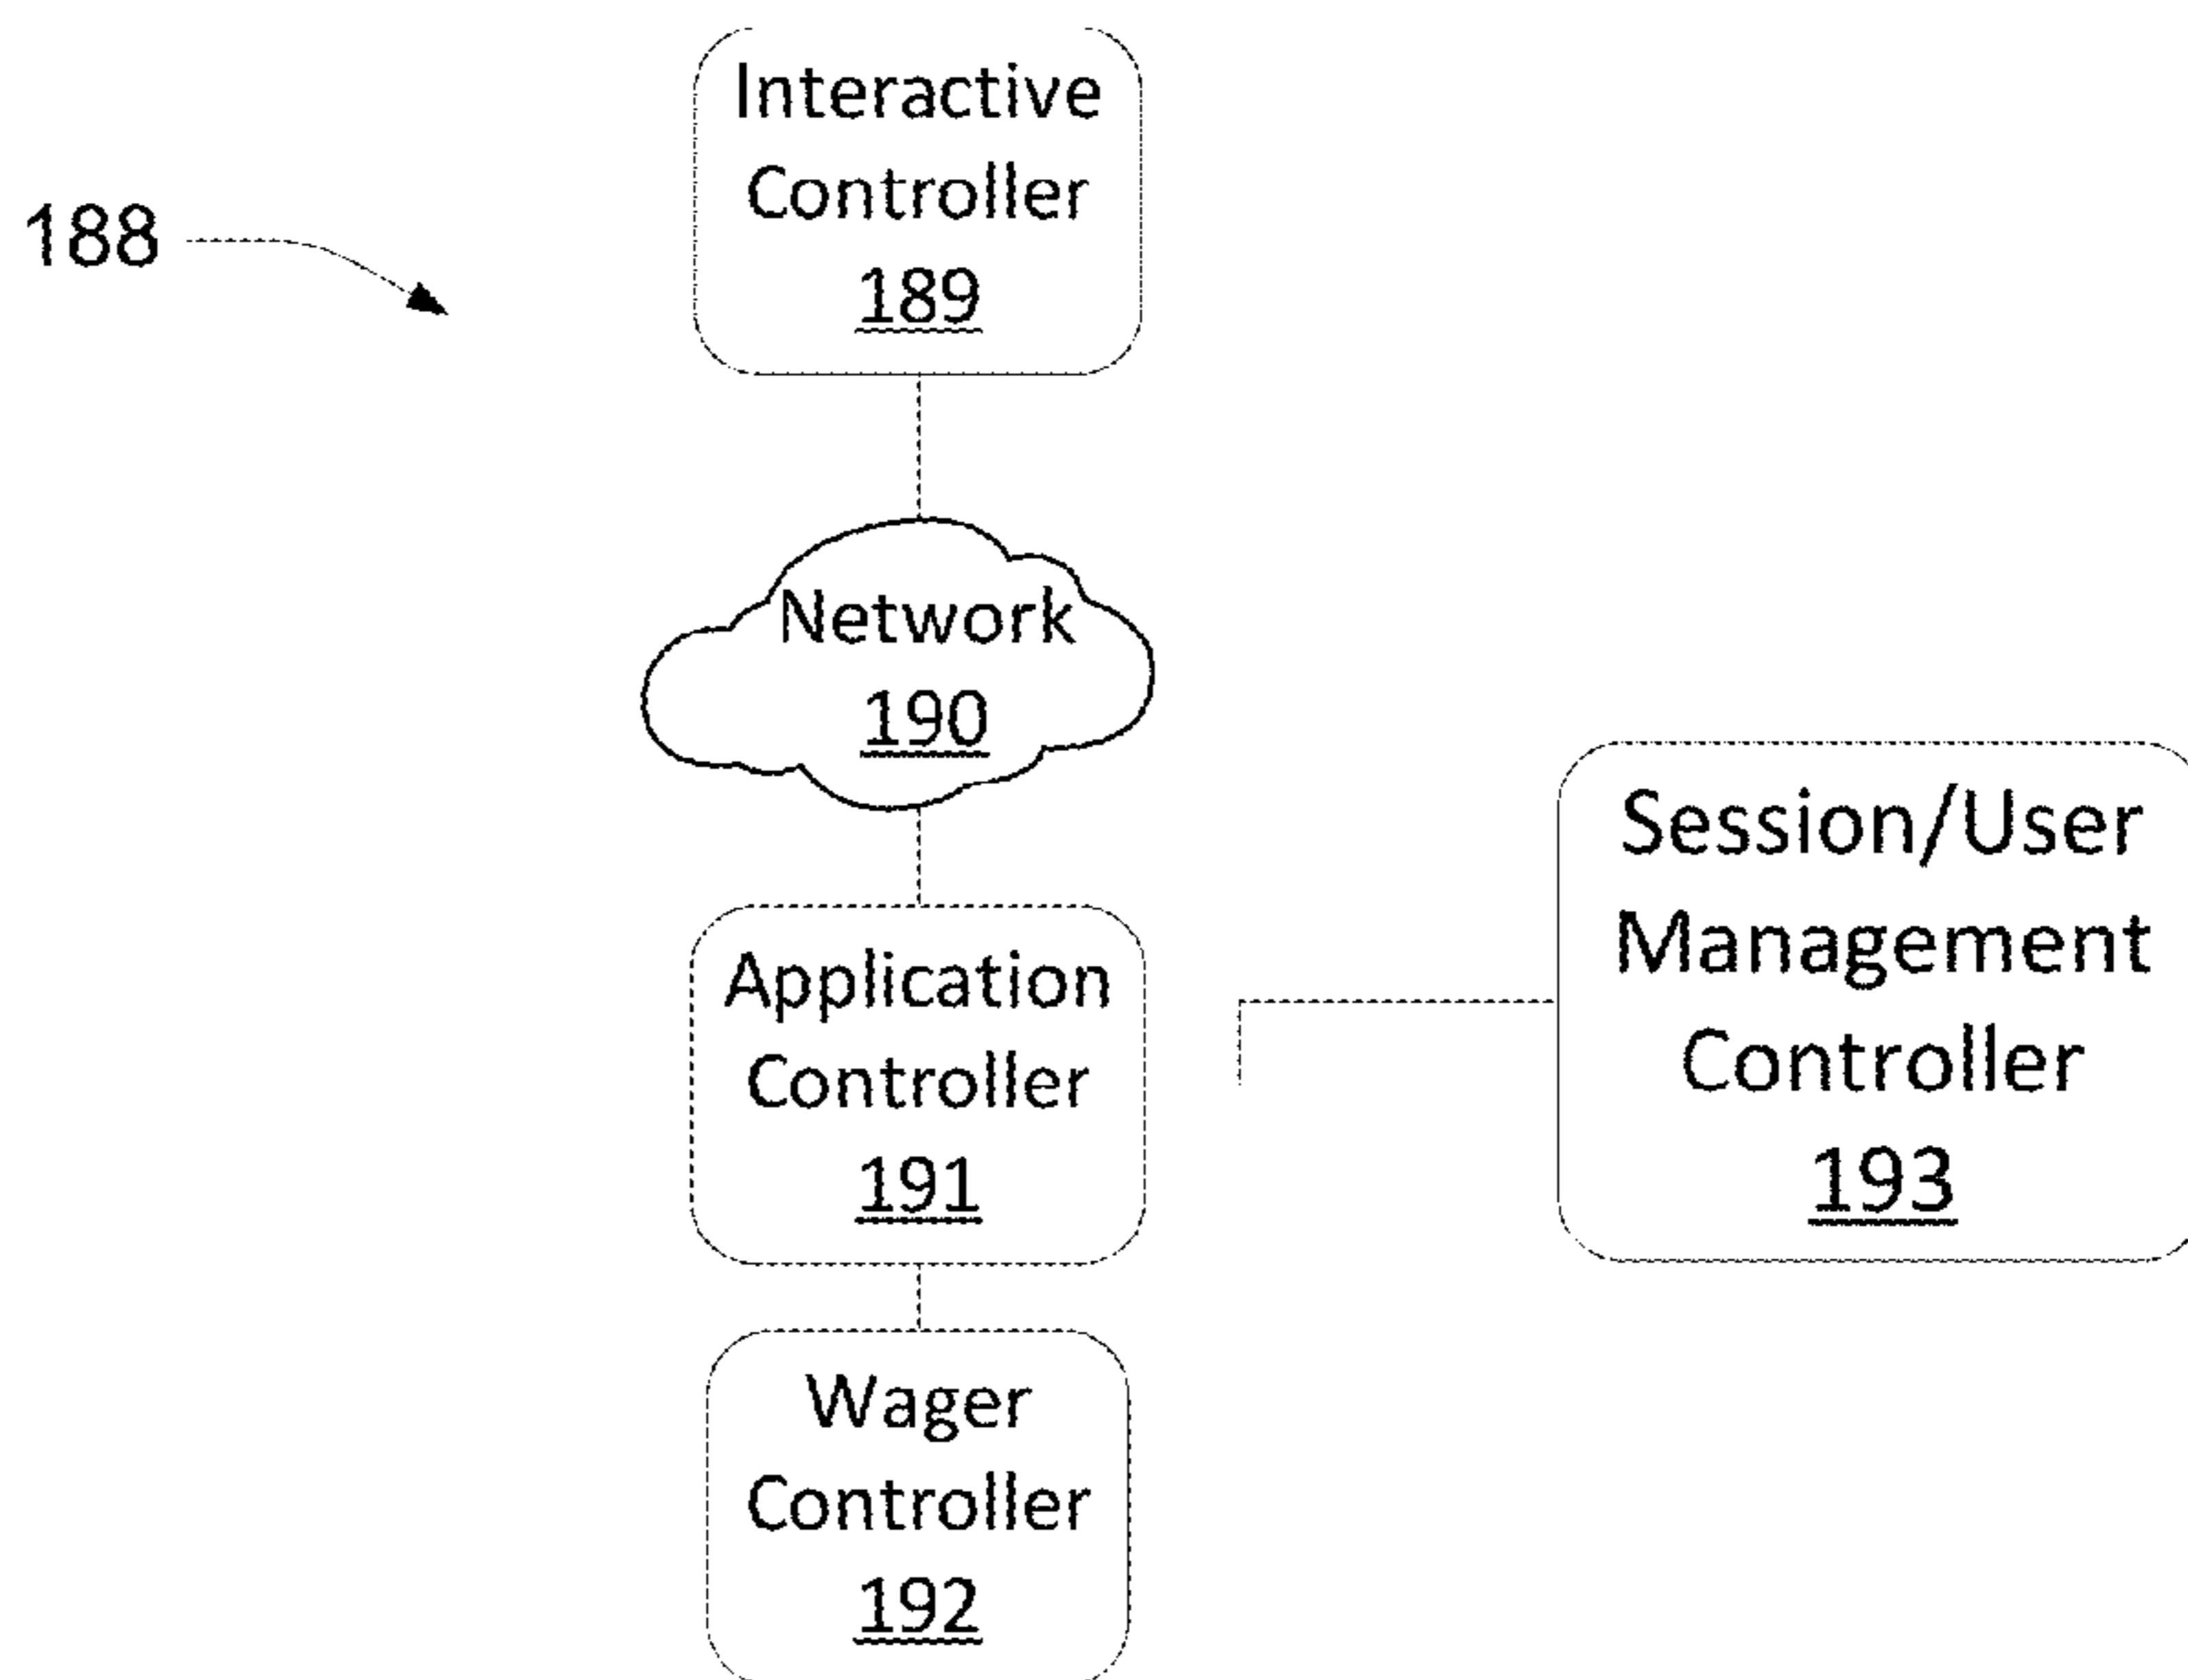 188
Interactive
Controller
189
Network
190
Application
Controller
191
Session/User
Management
Controller
193
Wager
Controller
192